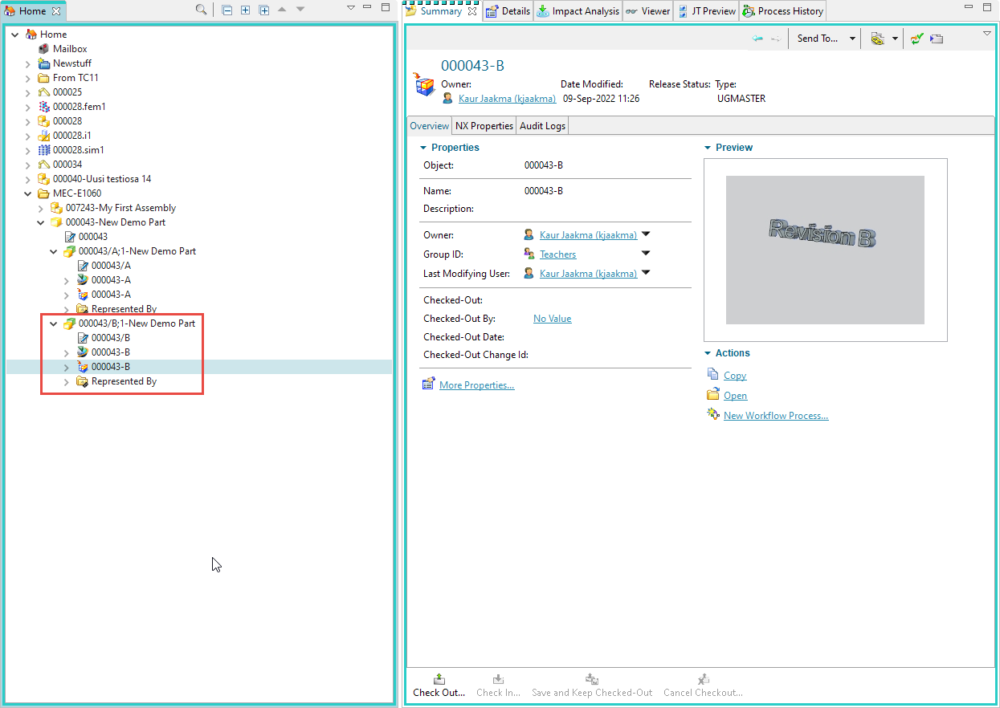 Home
Home
Mailbox
Newstuff
From TC11
000025
000028.fem1
000028
000028.i1
000028.sim1
000034
000040-Uusi testiosa 14
MEC-E1060
007243-My First Assembly
000043-New Demo Part
000043
000043/A;1-New Demo Part
000043/A
000043-A
000043-A
Represented By
000043/B;1-New Demo Part
000043/B
000043-B
000043-B
Represented By
Summary Details Impact Analysis Viewer JT Preview Process History
Send To...
000043-B
Owner: Date Modified: Release Status: Type:
Kaur Jaakma (kjaakma) 09-Sep-2022 11:26 UGMASTER
Overview NX Properties Audit Logs
Properties
Object: 000043-B
Name: 000043-B
Description:
Owner: Kaur Jaakma (kjaakma)
Group ID: Teachers
Last Modifying User: Kaur Jaakma (kjaakma)
Checked-Out:
Checked-Out By: No Value
Checked-Out Date:
Checked-Out Change Id:
More Properties...
Preview
Revision B
Actions
Copy
Open
New Workflow Process...
Check Out... Check In... Save and Keep Checked-Out Cancel Checkout...